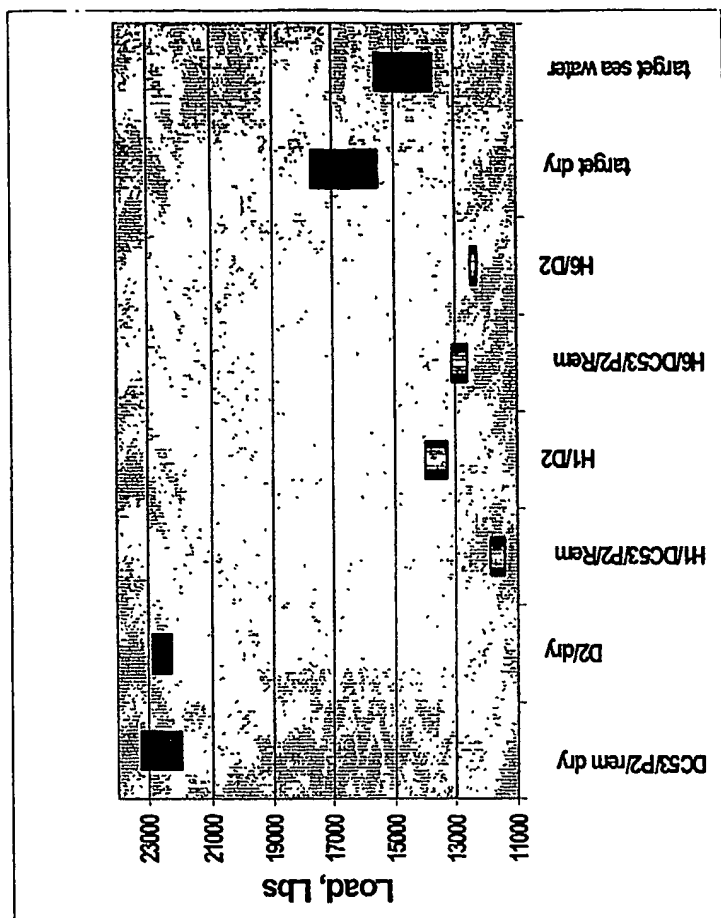 Load, Lbs
23000
21000
19000
17000
15000
13000
11000
DC53/P2/rem dry
D2/dry
H1/DC53/P2/Rem
H1/D2
H6/DC53/P2/Rem
H6/D2
target dry
target sea water